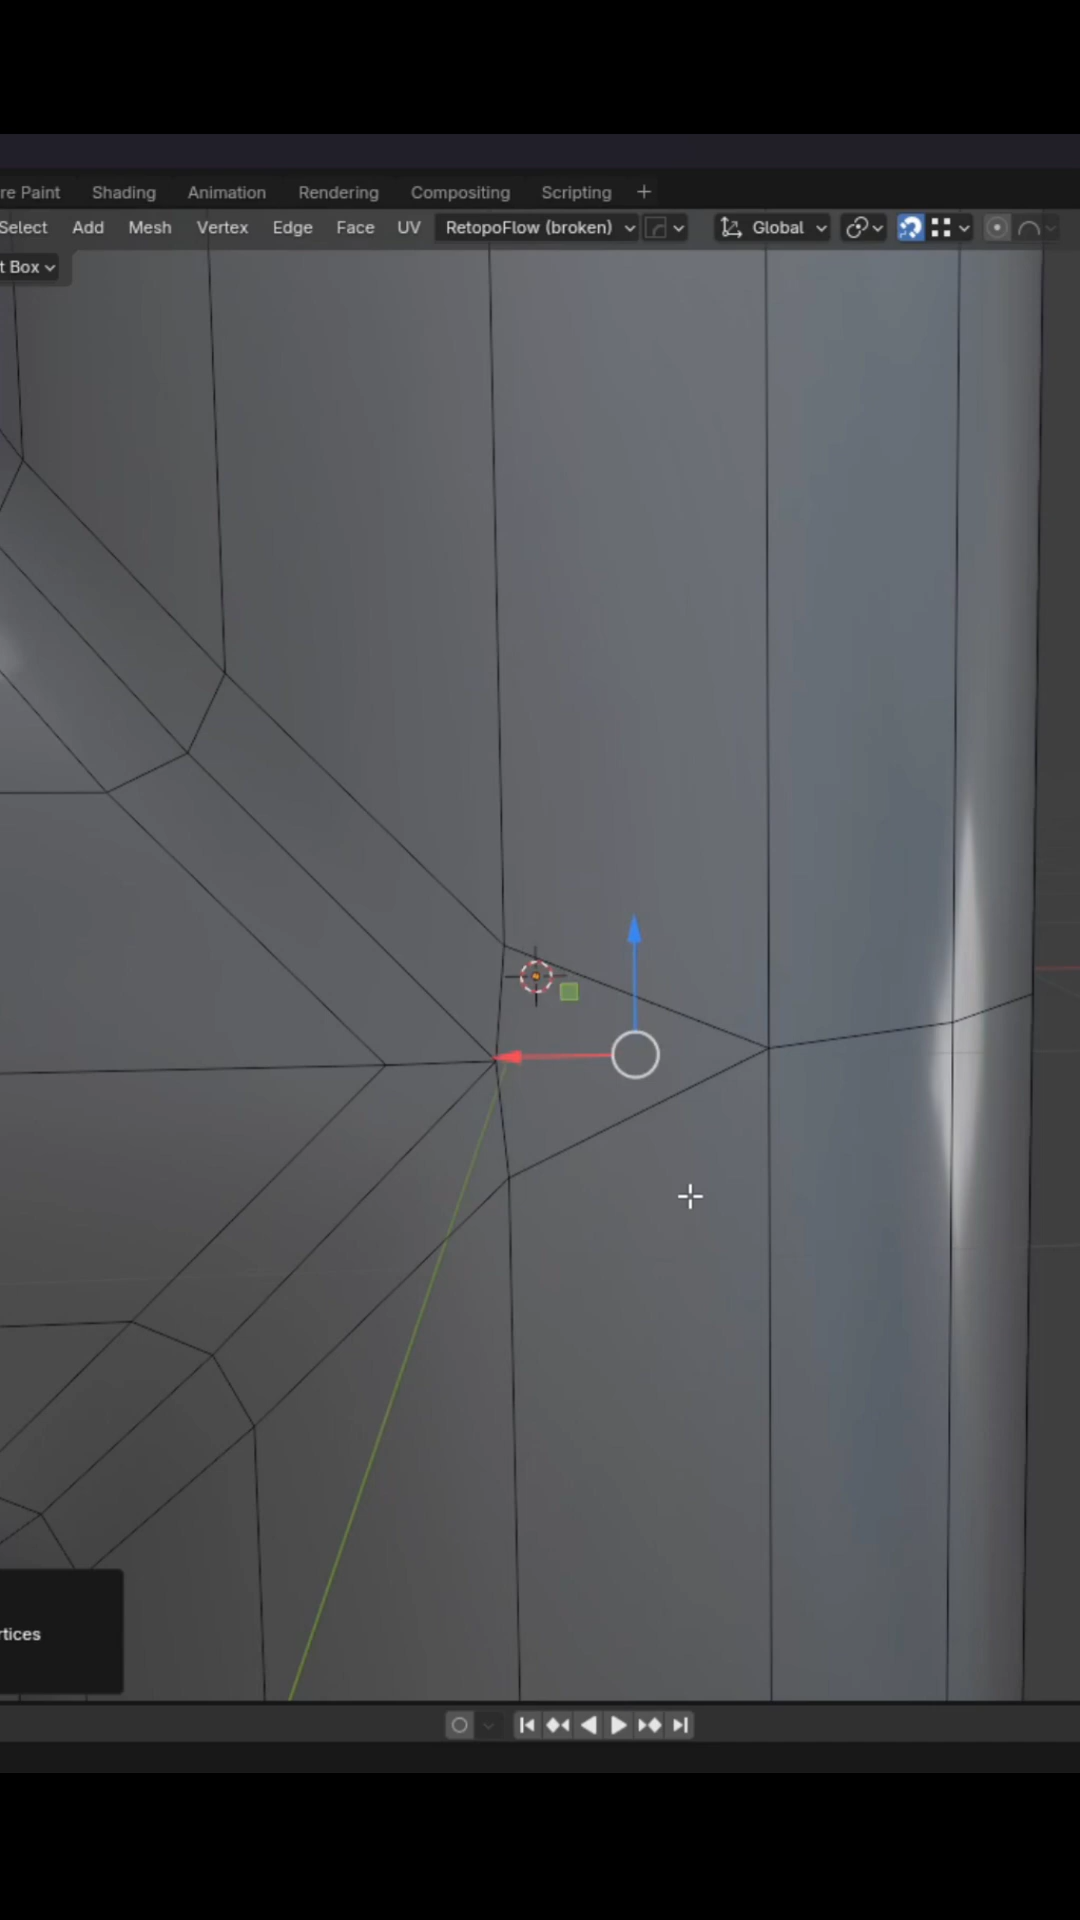 re Paint Shading Animation Rendering Compositing Scripting +
Select Add Mesh Vertex Edge Face UV RetopoFlow (broken) Global
t Box
rtices